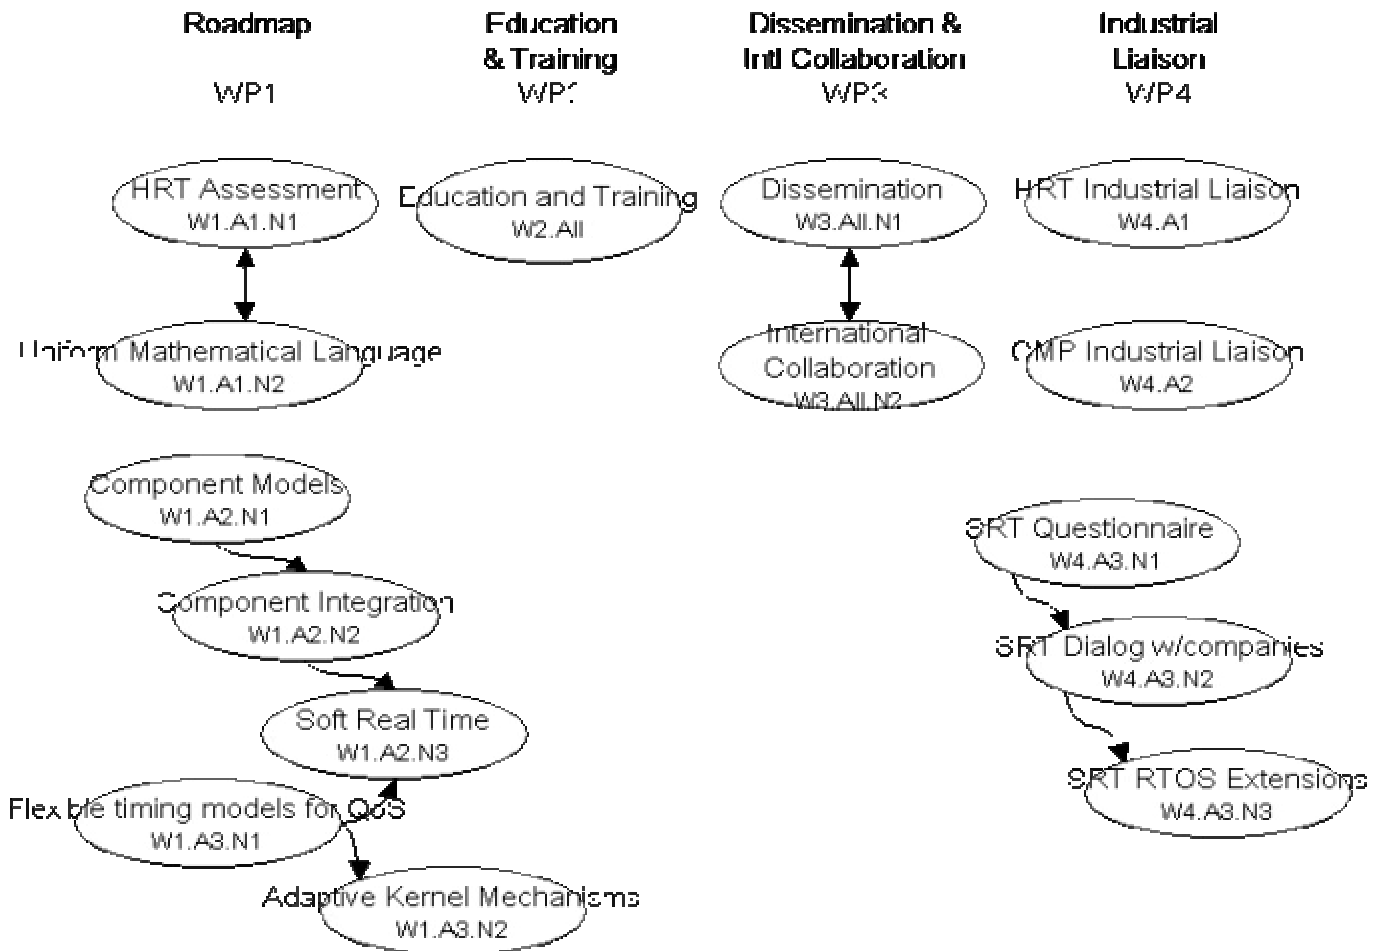 Roadmap
WP1
Education
& Training
WP2
Dissemination &
Intl Collaboration
WP3
Industrial
Liaison
WP4
HRT Assessment
W1.A1.N1
Education and Training
W2.All
Dissemination
W3.All.N1
HRT Industrial Liaison
W4.A1
Uniform Mathematical Language
W1.A1.N2
International
Collaboration
W3.All.N2
CMP Industrial Liaison
W4.A2
Component Models
W1.A2.N1
SRT Questionnaire
W4.A3.N1
Component Integration
W1.A2.N2
SRT Dialog w/companies
W4.A3.N2
Soft Real Time
W1.A2.N3
SRT RTOS Extensions
W4.A3.N3
Flexible timing models for QoS
W1.A3.N1
Adaptive Kernel Mechanisms
W1.A3.N2